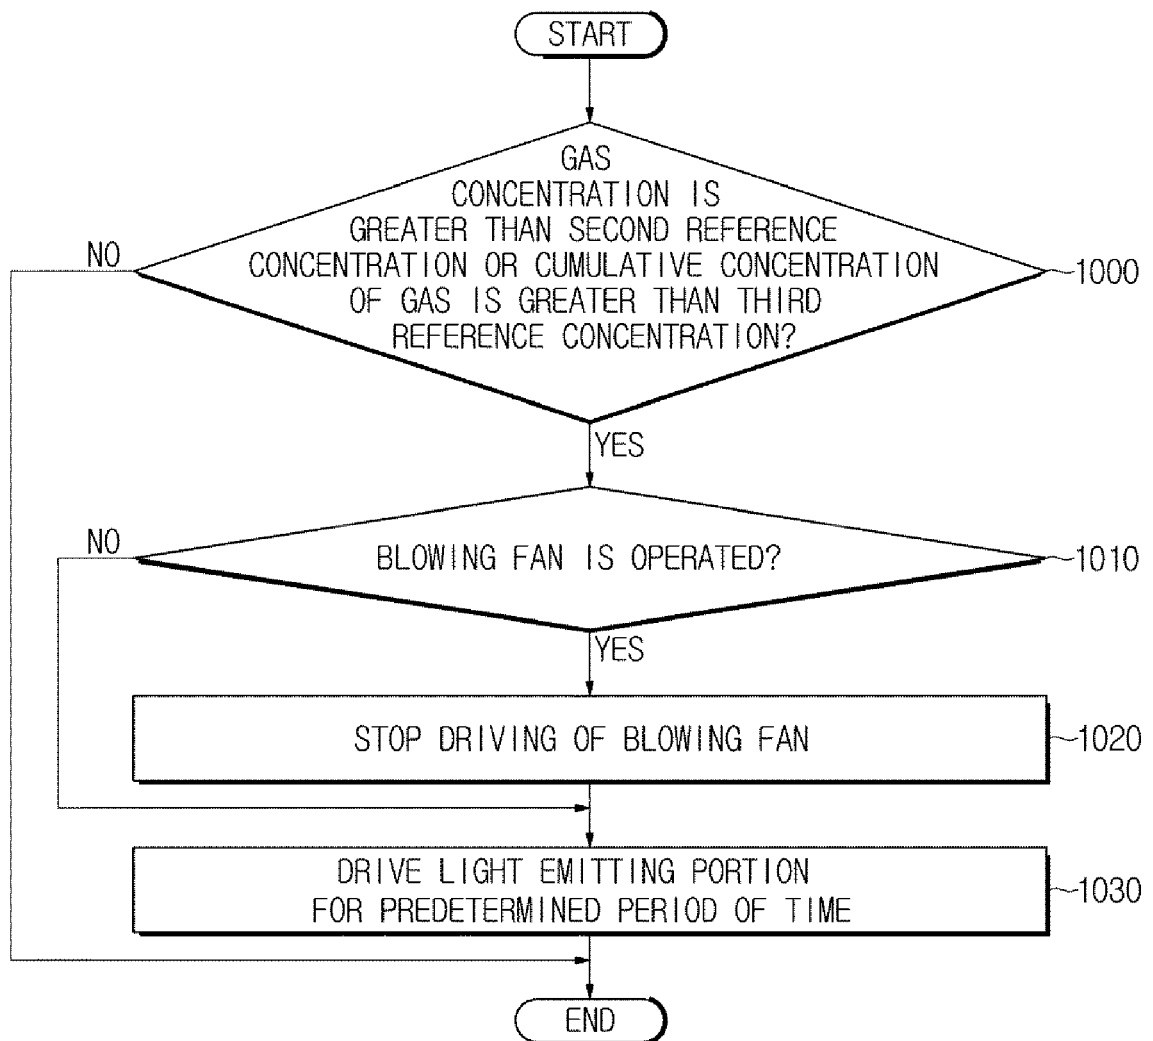 START
GAS
CONCENTRATION IS
GREATER THAN SECOND REFERENCE
CONCENTRATION OR CUMULATIVE CONCENTRATION
OF GAS IS GREATER THAN THIRD
REFERENCE CONCENTRATION?
NO
1000
YES
BLOWING FAN IS OPERATED?
NO
1010
YES
STOP DRIVING OF BLOWING FAN
1020
DRIVE LIGHT EMITTING PORTION
FOR PREDETERMINED PERIOD OF TIME
1030
END